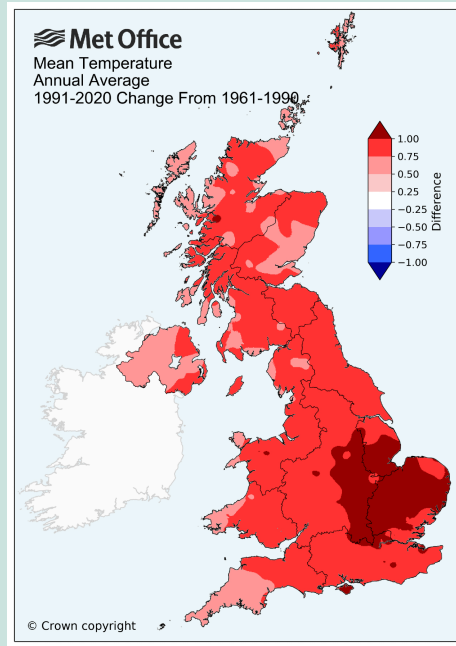 Met Office
Mean Temperature
Annual Average
1991-2020 Change From 1961-1990
1.00
0.75
0.50
0.25
−0.25
−0.50
−0.75
−1.00
Difference
© Crown copyright